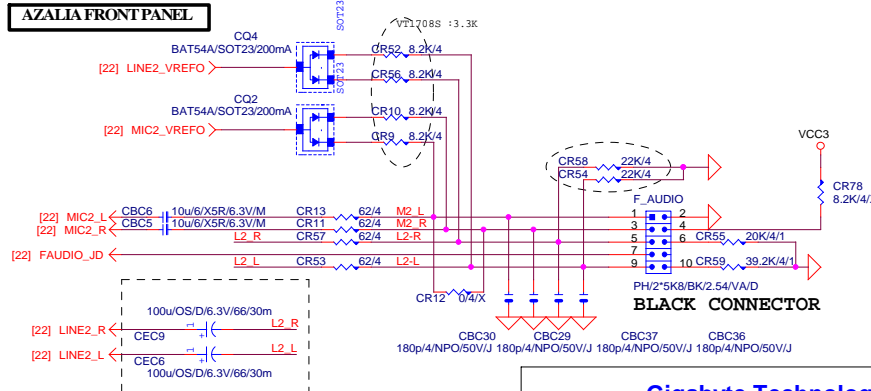 AZALIA FRONT PANEL
SOT23
VT1708S :3.3K
CQ4
BAT54A/SOT23/200mA
CR52 8.2K/4
[22] LINE2_VREFO
SOT23
CR56 8.2K/4
CQ2
BAT54A/SOT23/200mA
CR10 8.2K/4
[22] MIC2_VREFO
CR9 8.2K/4
VCC3
CR58 22K/4
CR54 22K/4
CR78
8.2K/4/
F_AUDIO
[22] MIC2_L CBC6 10u/6/X5R/6.3V/M CR13 62/4 M2_L 1 2
[22] MIC2_R CBC5 10u/6/X5R/6.3V/M CR11 62/4 M2_R 3 4
L2_R CR57 62/4 L2-R 5 6 CR55 20K/4/1
[22] FAUDIO_JD 7
L2_L CR53 62/4 L2-L 9 10 CR59 39.2K/4/1
PH/2*5K8/BK/2.54/VA/D
BLACK CONNECTOR
CR12 0/4/X
100u/OS/D/6.3V/66/30m
[22] LINE2_R 1 + L2_R
CEC9
[22] LINE2_L 1 + L2_L
CEC6
100u/OS/D/6.3V/66/30m
CBC30 CBC29 CBC37 CBC36
180p/4/NPO/50V/J 180p/4/NPO/50V/J 180p/4/NPO/50V/J 180p/4/NPO/50V/J